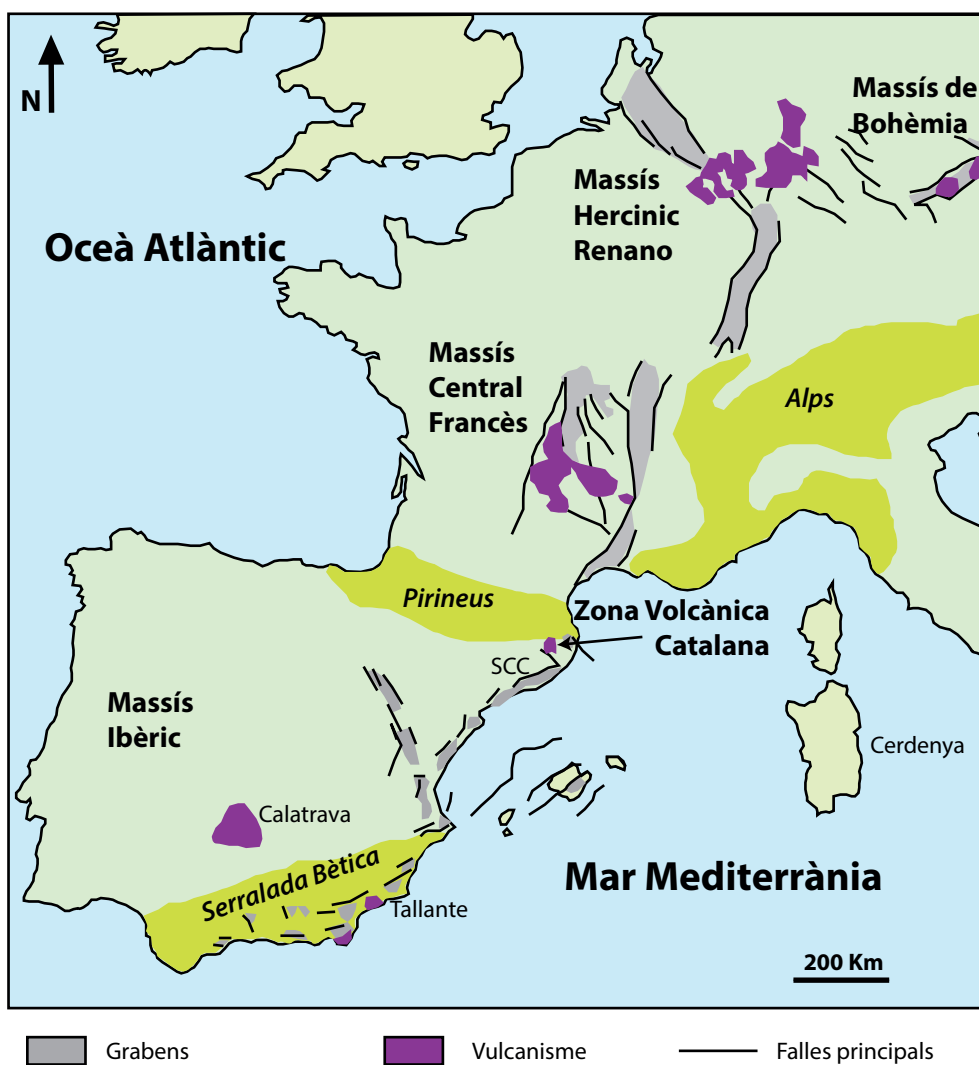 N
Massís de
Bohèmia
Massís
Hercinic
Renano
Oceà Atlàntic
Massís
Central
Francès
Alps
Pirineus
Zona Volcànica
Catalana
SCC
Massís
Ibèric
Cerdenya
Calatrava
Serralada Bètica
Mar Mediterrània
Tallante
200 Km
Grabens
Vulcanisme
Falles principals